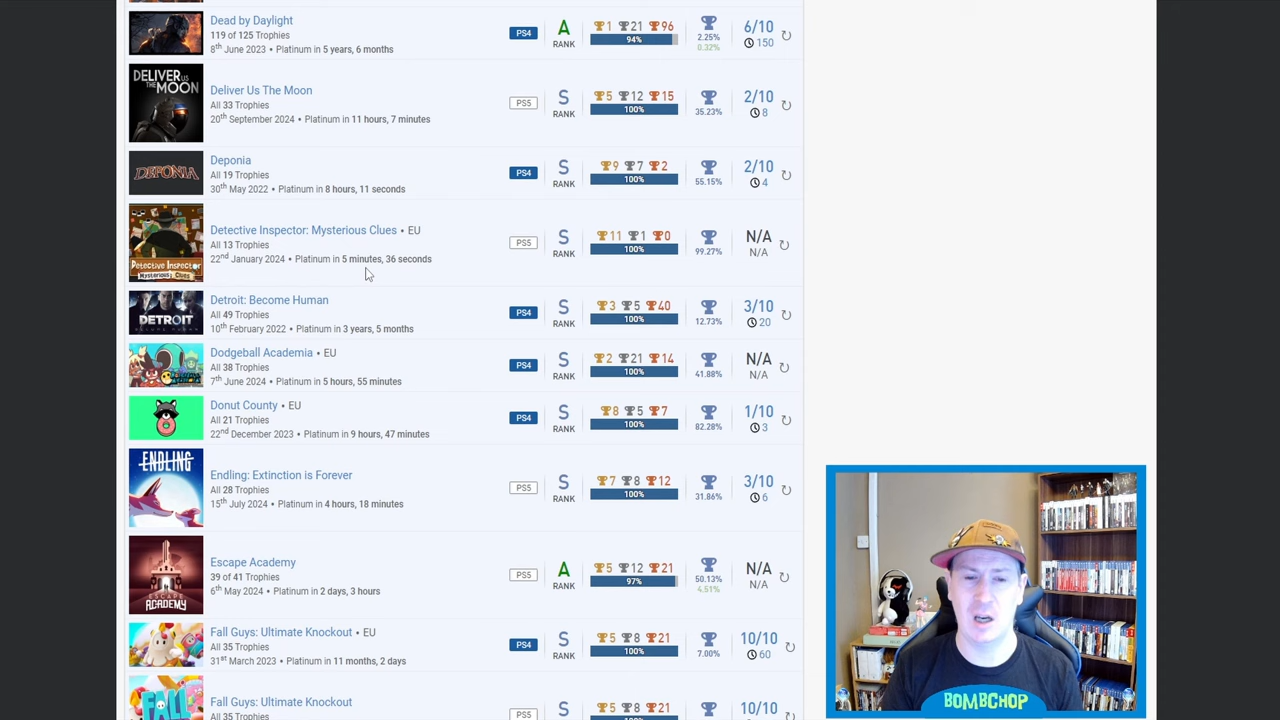 Dead by Daylight
119 of 125 Trophies
8th June 2023 • Platinum in 5 years, 6 months
PS4
A
RANK
1 21 96
94%
2.25%
0.32%
6/10
150
DELIVER US
THE MOON
Deliver Us The Moon
All 33 Trophies
20th September 2024 • Platinum in 11 hours, 7 minutes
PS5
S
RANK
5 12 15
100%
35.23%
2/10
8
DEPONIA
Deponia
All 19 Trophies
30th May 2022 • Platinum in 8 hours, 11 seconds
PS4
S
RANK
9 7 2
100%
55.15%
2/10
4
Detective Inspector
Mysterious Clues
Detective Inspector: Mysterious Clues • EU
All 13 Trophies
22nd January 2024 • Platinum in 5 minutes, 36 seconds
PS5
S
RANK
11 1 0
100%
99.27%
N/A
N/A
DETROIT
Detroit: Become Human
All 49 Trophies
10th February 2022 • Platinum in 3 years, 5 months
PS4
S
RANK
3 5 40
100%
12.73%
3/10
20
Dodgeball Academia • EU
All 38 Trophies
7th June 2024 • Platinum in 5 hours, 55 minutes
PS4
S
RANK
2 21 14
100%
41.88%
N/A
N/A
Donut County • EU
All 21 Trophies
22nd December 2023 • Platinum in 9 hours, 47 minutes
PS4
S
RANK
8 5 7
100%
82.28%
1/10
3
ENDLING
Endling: Extinction is Forever
All 28 Trophies
15th July 2024 • Platinum in 4 hours, 18 minutes
PS5
S
RANK
7 8 12
100%
31.86%
3/10
6
ESCAPE
ACADEMY
Escape Academy
39 of 41 Trophies
6th May 2024 • Platinum in 2 days, 3 hours
PS5
A
RANK
5 12 21
97%
50.13%
4.51%
N/A
N/A
Fall Guys: Ultimate Knockout • EU
All 35 Trophies
31st March 2023 • Platinum in 11 months, 2 days
PS4
S
RANK
5 8 21
100%
7.00%
10/10
60
FALL
Fall Guys: Ultimate Knockout
All 35 Trophies
PS5
S
5 8 21
100%
10/10
BOMBCHOP